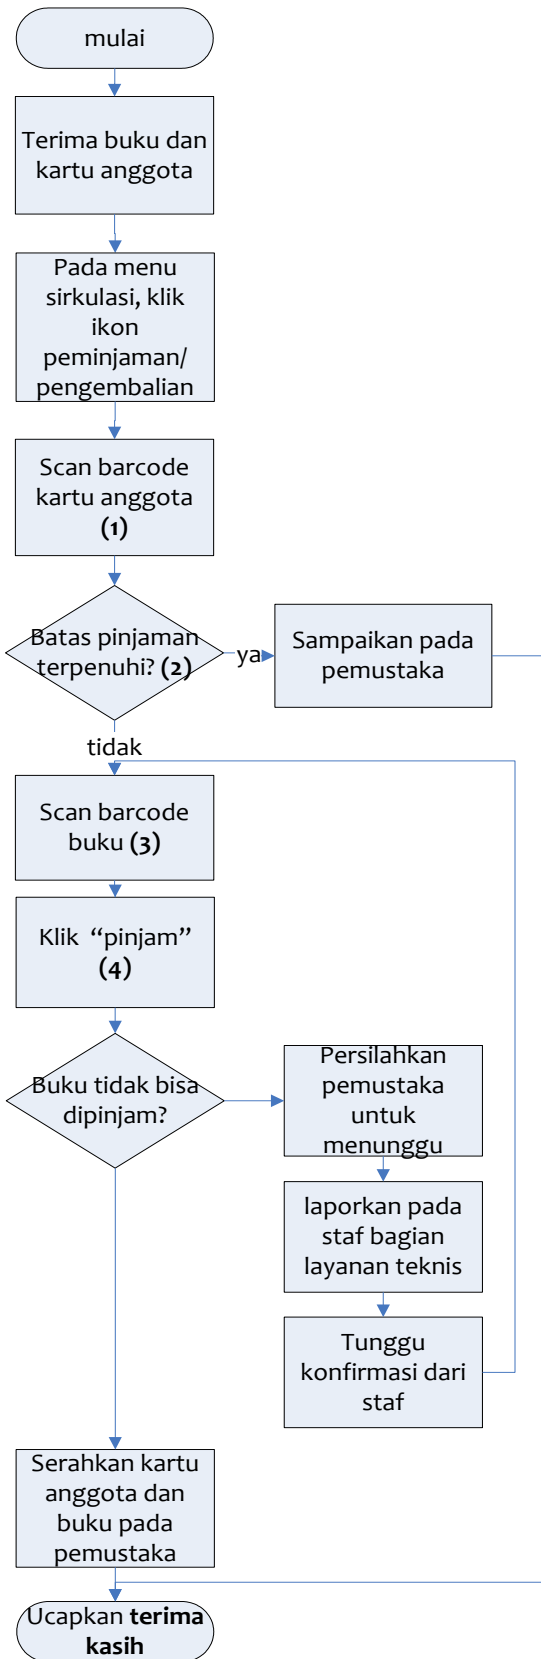 mulai
Terima buku dan
kartu anggota
Pada menu
sirkulasi, klik
ikon
peminjaman/
pengembalian
Scan barcode
kartu anggota
(1)
Batas pinjaman
terpenuhi? (2)
ya
Sampaikan pada
pemustaka
tidak
Scan barcode
buku (3)
Klik “pinjam”
(4)
Buku tidak bisa
dipinjam?
Persilahkan
pemustaka
untuk
menunggu
laporkan pada
staf bagian
layanan teknis
Tunggu
konfirmasi dari
staf
Serahkan kartu
anggota dan
buku pada
pemustaka
Ucapkan terima
kasih